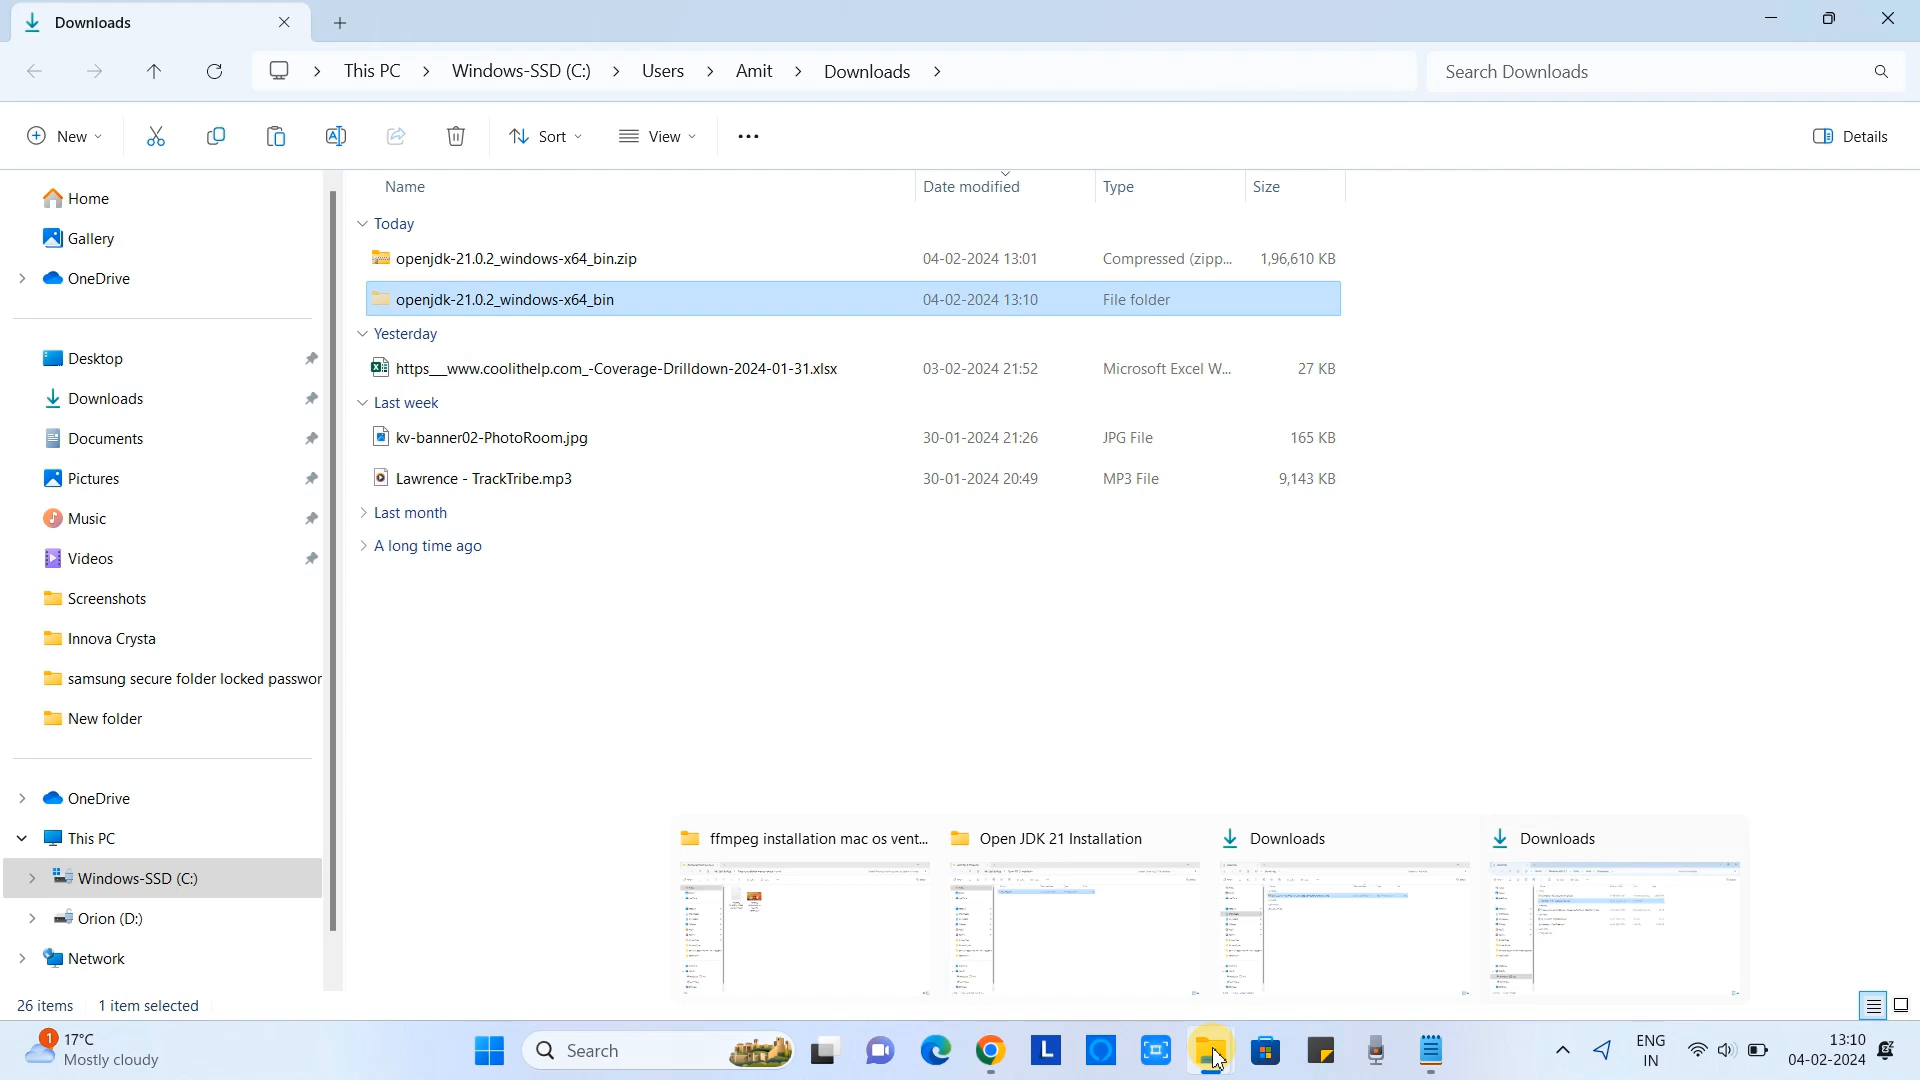 Downloads
This PC > Windows-SSD (C:) > Users > Amit > Downloads >
Search Downloads
New
Sort
View
Details
Name Date modified Type Size
Today
openjdk-21.0.2_windows-x64_bin.zip 04-02-2024 13:01 Compressed (zipp... 1,96,610 KB
openjdk-21.0.2_windows-x64_bin 04-02-2024 13:10 File folder
Yesterday
https__www.coolithelp.com_-Coverage-Drilldown-2024-01-31.xlsx 03-02-2024 21:52 Microsoft Excel W... 27 KB
Last week
kv-banner02-PhotoRoom.jpg 30-01-2024 21:26 JPG File 165 KB
Lawrence - TrackTribe.mp3 30-01-2024 20:49 MP3 File 9,143 KB
Last month
A long time ago
Home
Gallery
OneDrive
Desktop
Downloads
Documents
Pictures
Music
Videos
Screenshots
Innova Crysta
samsung secure folder locked passwor
New folder
OneDrive
This PC
Windows-SSD (C:)
Orion (D:)
Network
26 items 1 item selected
ffmpeg installation mac os vent...
Open JDK 21 Installation
Downloads
Downloads
1
17°C
Mostly cloudy
Search
L
ENG
IN
13:10
04-02-2024